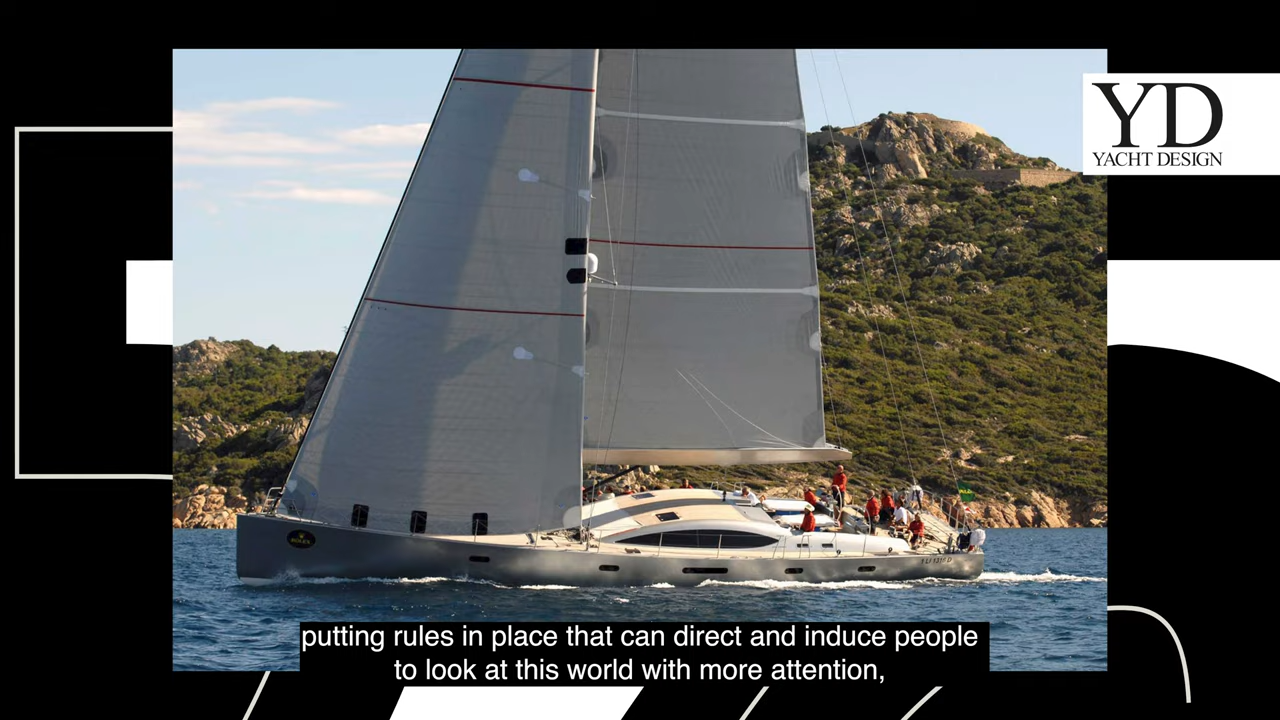 YD
YACHT DESIGN
ROLEX
putting rules in place that can direct and induce people
to look at this world with more attention,